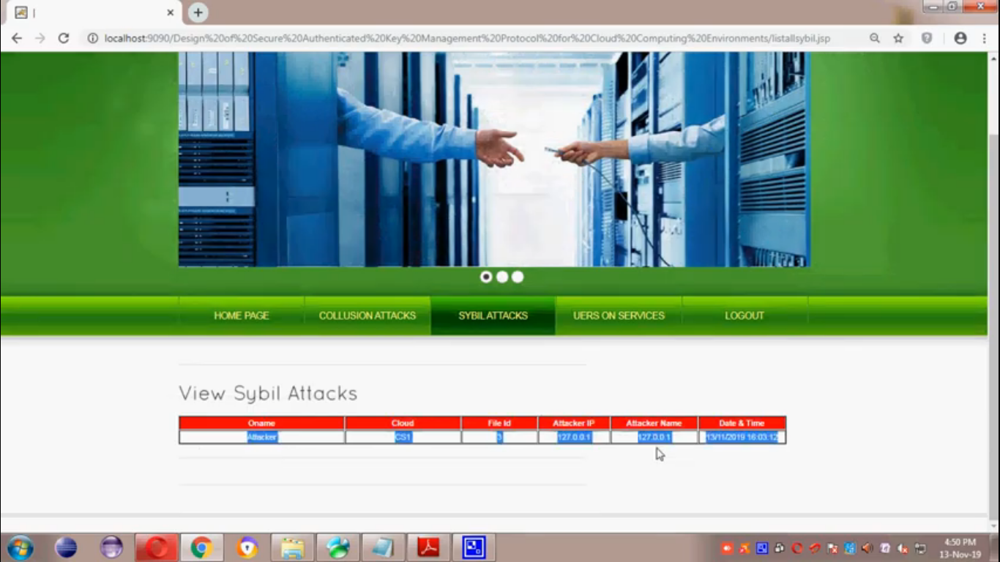 localhost:9090/Design%20of%20Secure%20Authenticated%20Key%20Management%20Protocol%20for%20Cloud%20Computing%20Environments/listallsybil.jsp
HOME PAGE COLLUSION ATTACKS SYBIL ATTACKS UERS ON SERVICES LOGOUT
View Sybil Attacks
Oname Cloud File Id Attacker IP Attacker Name Date & Time
Attacker CS1 3 127.0.0.1 127.0.0.1 13/11/2019 16:03:12
4:50 PM
13-Nov-19